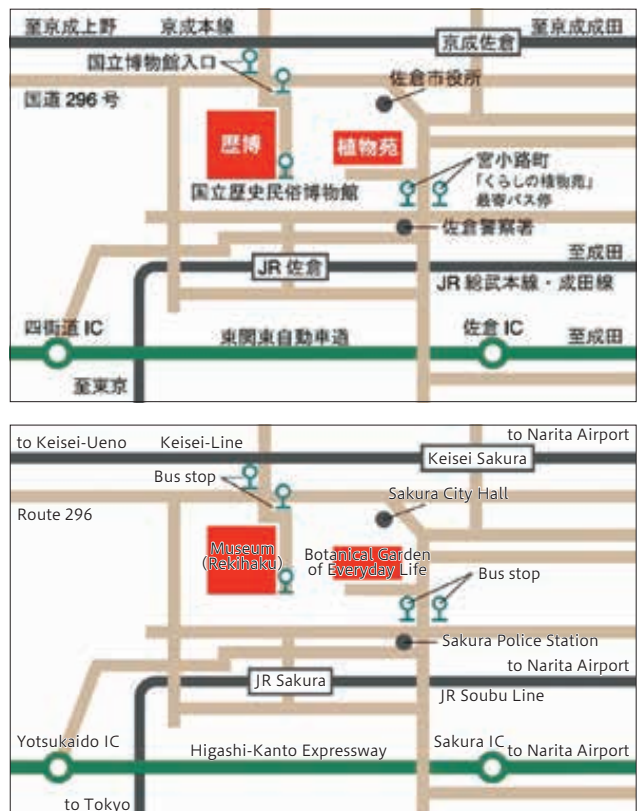 至京成上野
京成本線
至京成成田
京成佐倉
国立博物館入口
佐倉市役所
国道 296 号
歴博
植物苑
宮小路町
「くらしの植物苑」
最寄バス停
国立歴史民俗博物館
佐倉警察署
至成田
JR 佐倉
JR 総武本線・成田線
四街道 IC
東関東自動車道
佐倉 IC
至成田
至東京
to Keisei-Ueno
Keisei-Line
to Narita Airport
Keisei Sakura
Bus stop
Sakura City Hall
Route 296
Museum
(Rekihaku)
Botanical Garden
of Everyday Life
Bus stop
Sakura Police Station
to Narita Airport
JR Sakura
JR Soubu Line
Yotsukaido IC
Higashi-Kanto Expressway
Sakura IC
to Narita Airport
to Tokyo